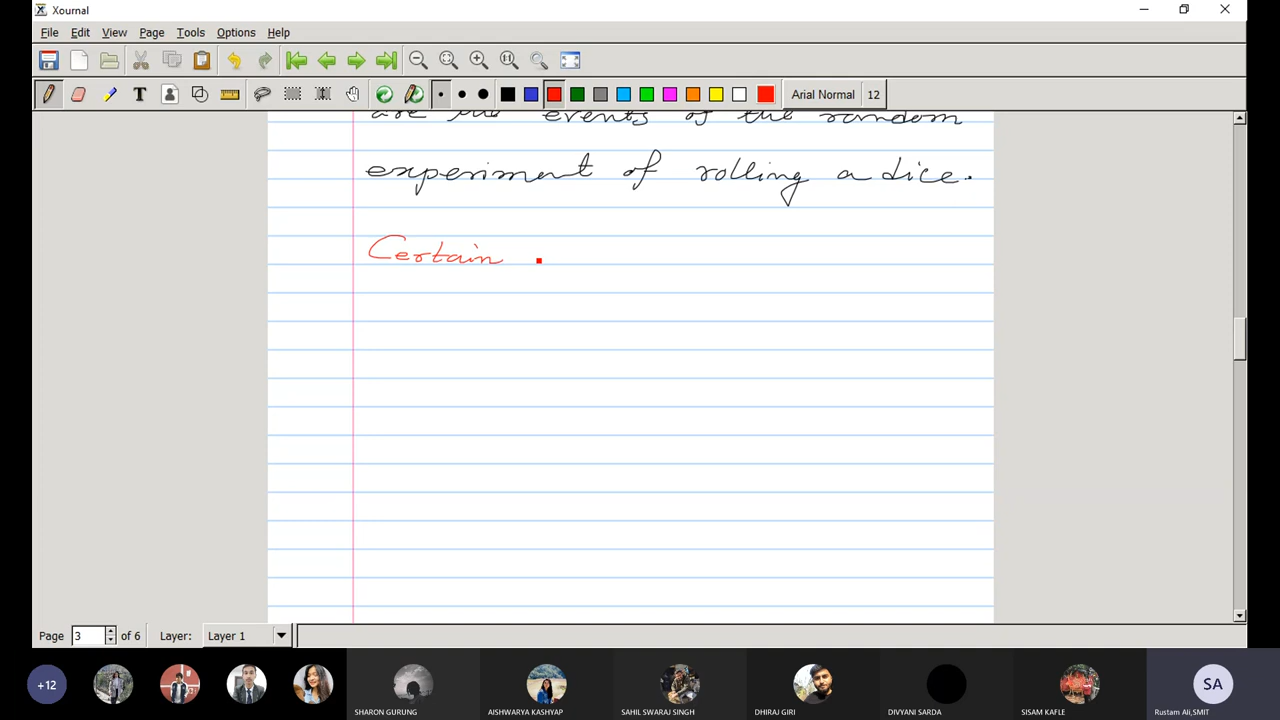 Xournal
File Edit View Page Tools Options Help
Arial Normal 12
are the events of the random
experiment of rolling a dice.
Certain
Page 3 of 6 Layer: Layer 1
+12
SHARON GURUNG
AISHWARYA KASHYAP
SAHIL SWARAJ SINGH
DHIRAJ GIRI
DIVYANI SARDA
SISAM KAFLE
SA
Rustam Ali,SMIT